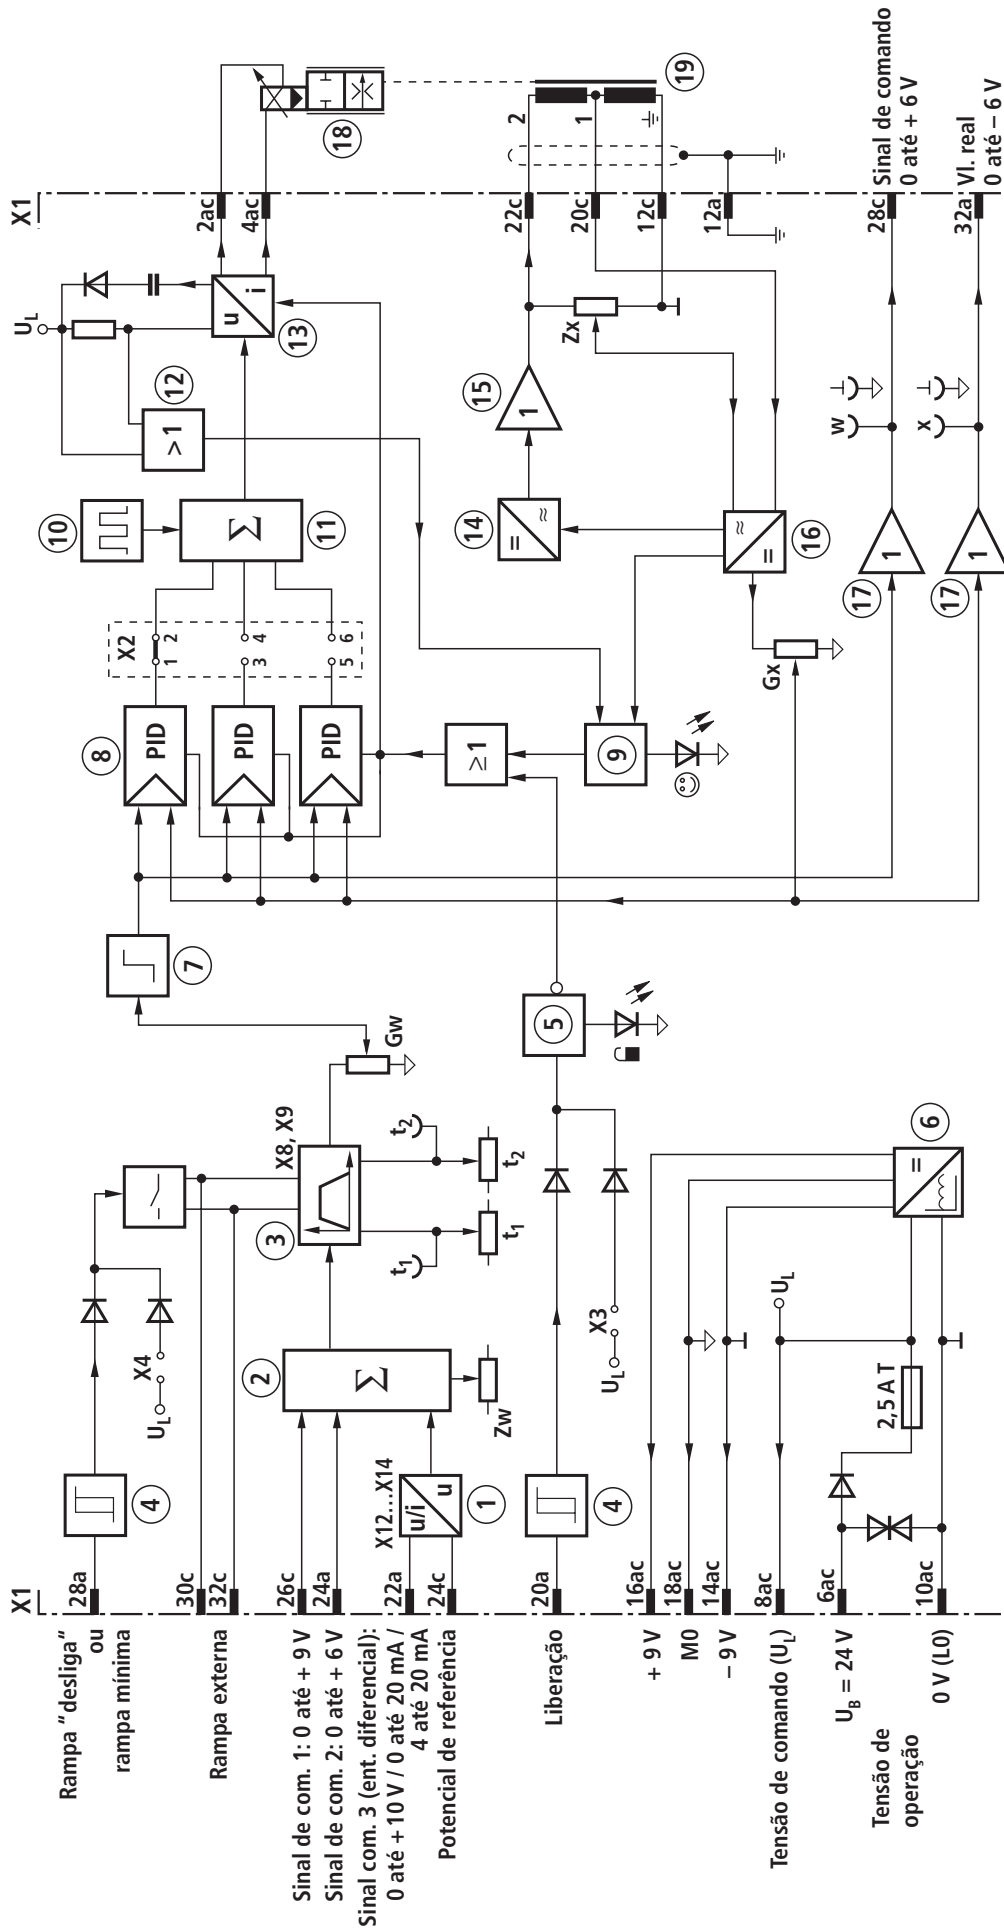 X1
28a
Rampa "desliga"
ou
rampa mínima
30c
32c
Rampa externa
26c
Sinal de com. 1: 0 até + 9 V
24a
Sinal de com. 2: 0 até + 6 V
22a
Sinal com. 3 (ent. diferencial):
0 até + 10 V / 0 até 20 mA /
4 até 20 mA
24c
Potencial de referência
20a
Liberação
16ac
+ 9 V
18ac
M0
14ac
– 9 V
8ac
Tensão de comando (UL)
6ac
UB = 24 V
Tensão de
operação
10ac
0 V (L0)
4
X4
UL
X12...X14
u/i
u
1
2
Σ
Zw
3
X8, X9
t1
t1
t2
t2
Gw
4
X3
UL
5
UL
2,5 A T
6
=
7
8
PID
PID
PID
X2
1
2
3
4
5
6
≥ 1
9
10
Σ
11
> 1
12
UL
u
i
13
=
≈
14
1
15
Zx
≈
=
16
Gx
17
1
17
1
w
x
X1
2ac
4ac
22c
20c
12c
12a
28c
32a
18
2
1
19
Sinal de comando
0 até + 6 V
Vl. real
0 até – 6 V